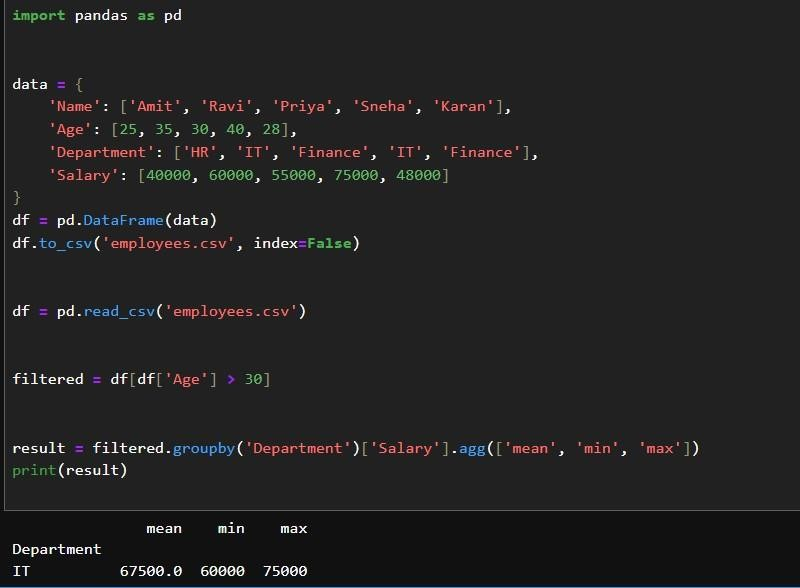 import pandas as pd
data = {
    'Name': ['Amit', 'Ravi', 'Priya', 'Sneha', 'Karan'],
    'Age': [25, 35, 30, 40, 28],
    'Department': ['HR', 'IT', 'Finance', 'IT', 'Finance'],
    'Salary': [40000, 60000, 55000, 75000, 48000]
}
df = pd.DataFrame(data)
df.to_csv('employees.csv', index=False)
df = pd.read_csv('employees.csv')
filtered = df[df['Age'] > 30]
result = filtered.groupby('Department')['Salary'].agg(['mean', 'min', 'max'])
print(result)
               mean    min    max
Department
IT          67500.0  60000  75000